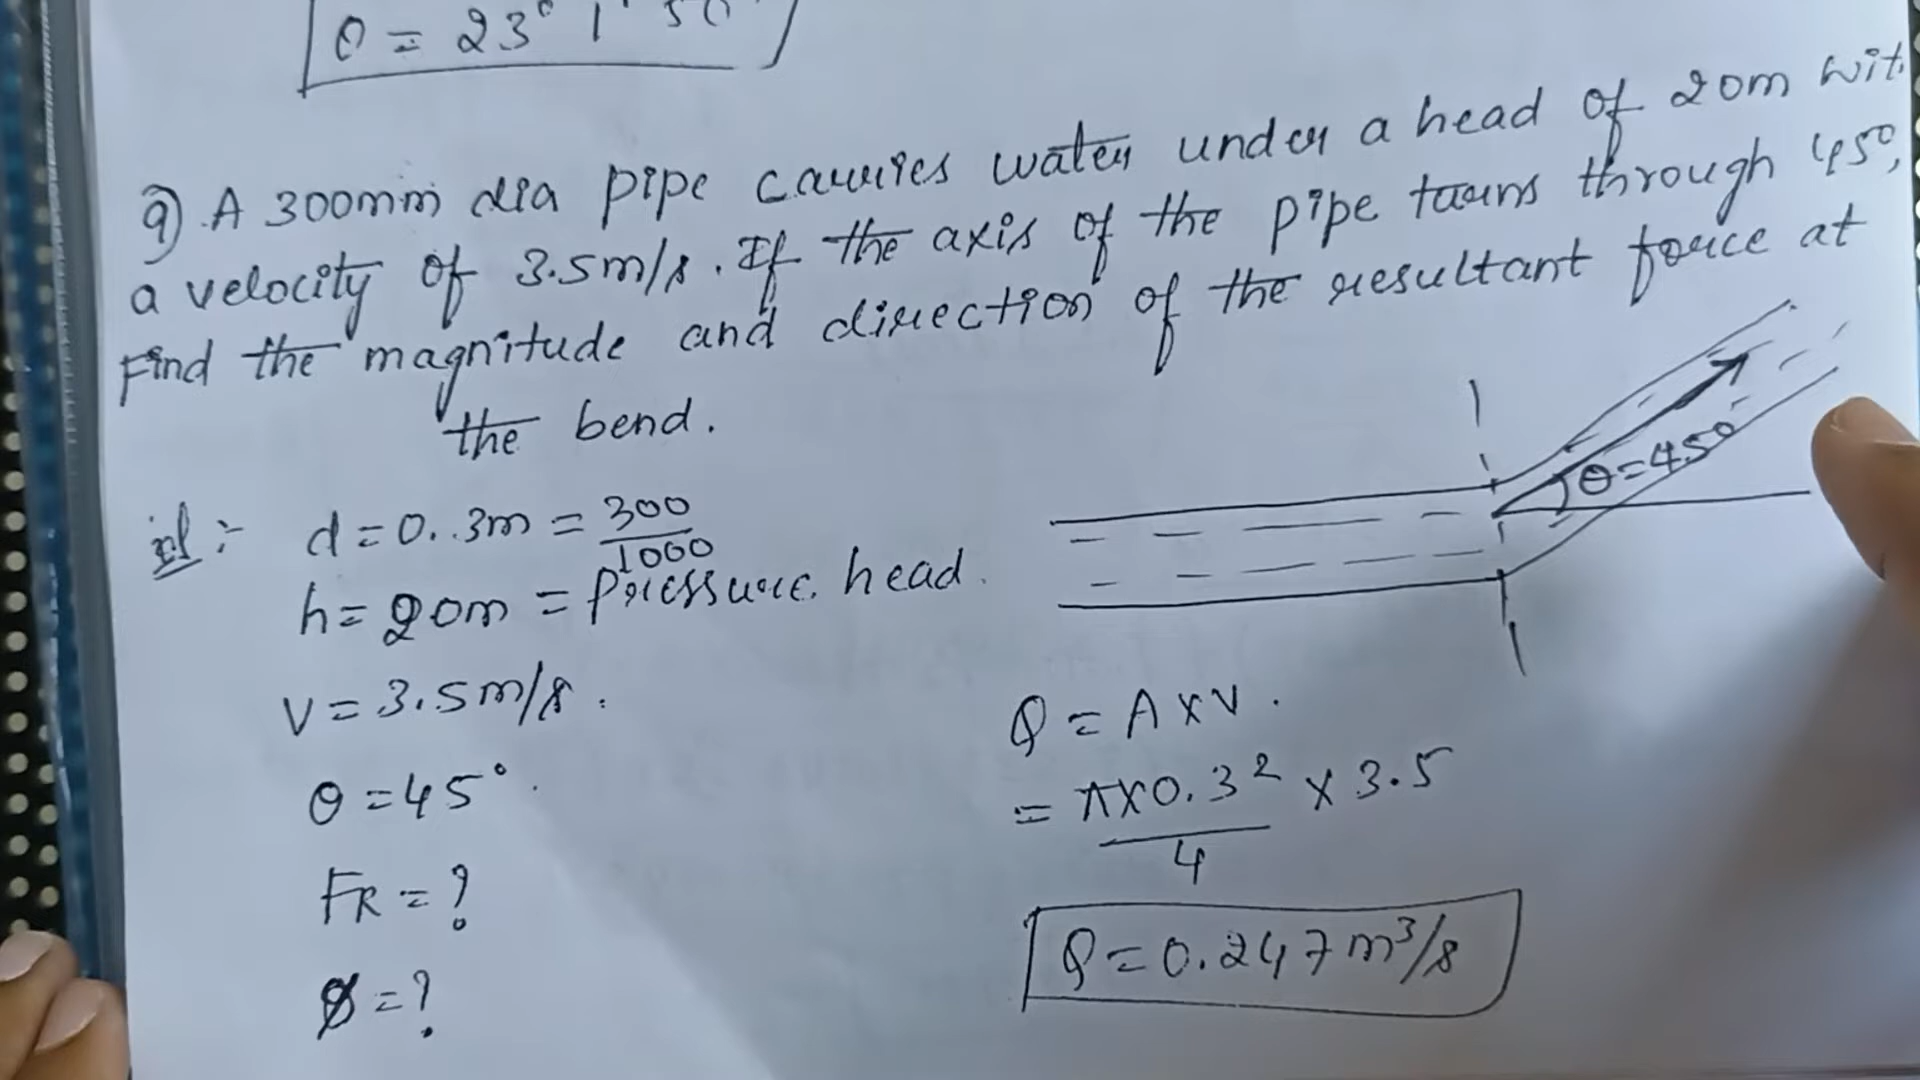 θ = 23° 1' 50
9) A 300mm dia pipe carries water under a head of 20m wit
a velocity of 3.5m/s. If the axis of the pipe turns through 45°,
Find the magnitude and direction of the resultant force at
the bend.
θ=45°
d = 0.3m = 300/1000
h = 20m = Pressure head.
V = 3.5m/s.
θ = 45°.
FR = ?
Ø = ?
Q = A x V.
= π x 0.3² / 4 x 3.5
Q = 0.247 m³/s